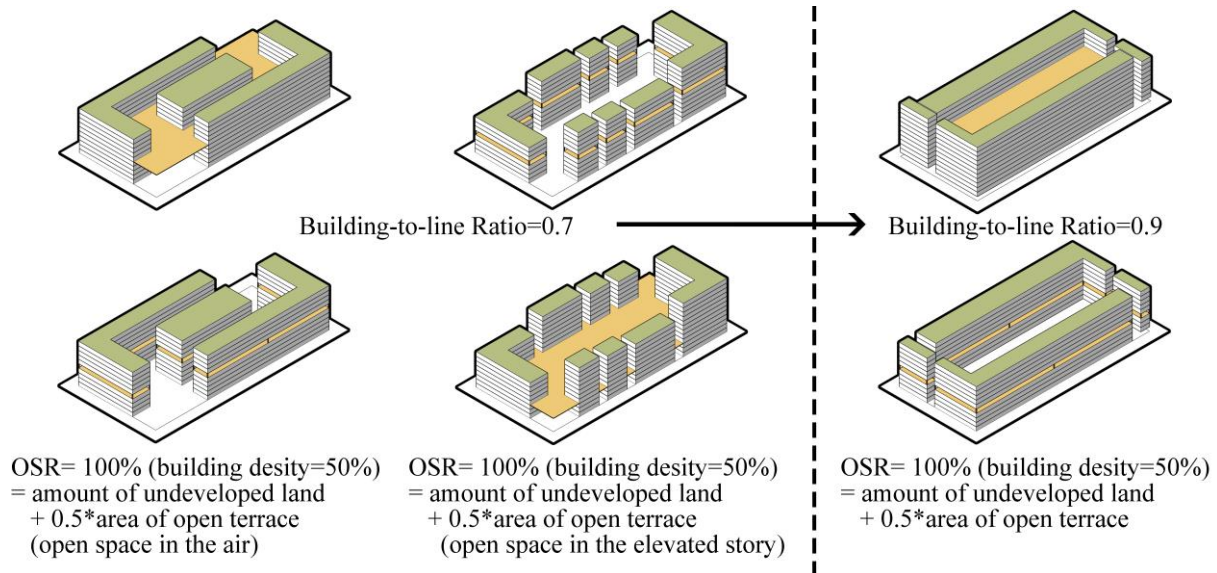 Building-to-line Ratio=0.7
Building-to-line Ratio=0.9
OSR= 100% (building desity=50%)
= amount of undeveloped land
+ 0.5*area of open terrace
(open space in the air)
OSR= 100% (building desity=50%)
= amount of undeveloped land
+ 0.5*area of open terrace
(open space in the elevated story)
OSR= 100% (building desity=50%)
= amount of undeveloped land
+ 0.5*area of open terrace